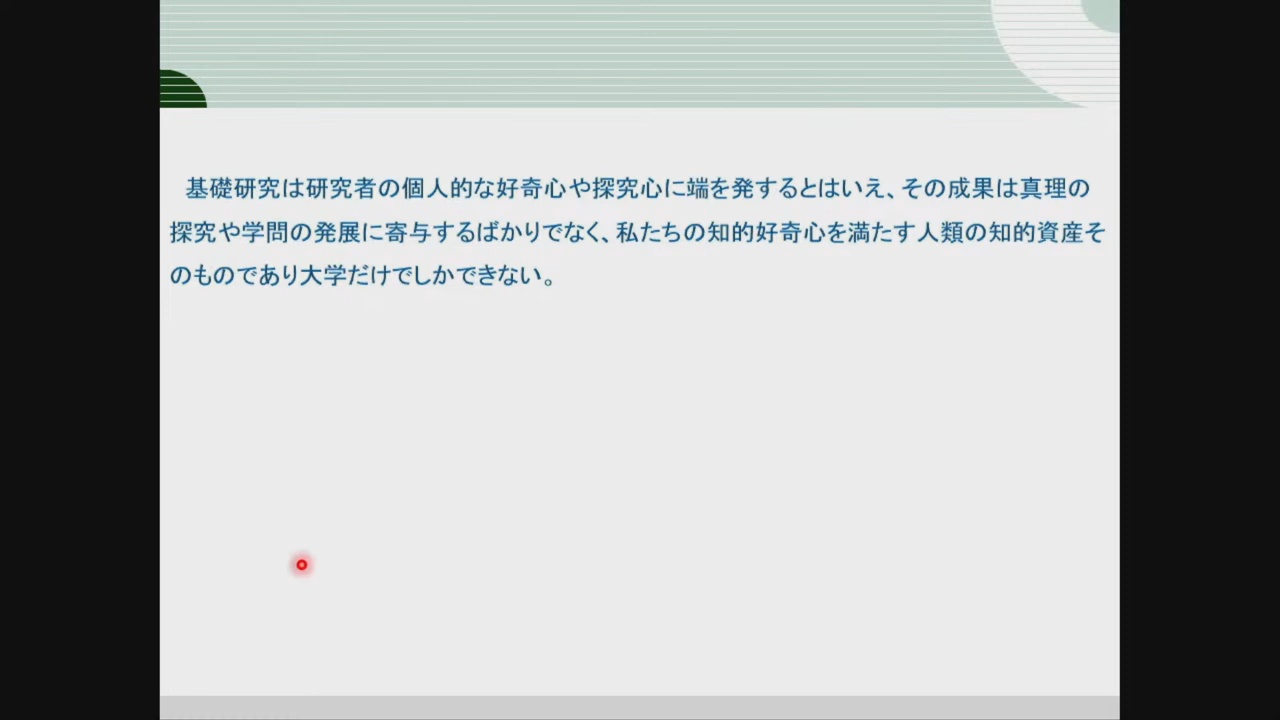 基礎研究は研究者の個人的な好奇心や探究心に端を発するとはいえ、その成果は真理の
探究や学問の発展に寄与するばかりでなく、私たちの知的好奇心を満たす人類の知的資産そ
のものであり大学だけでしかできない。